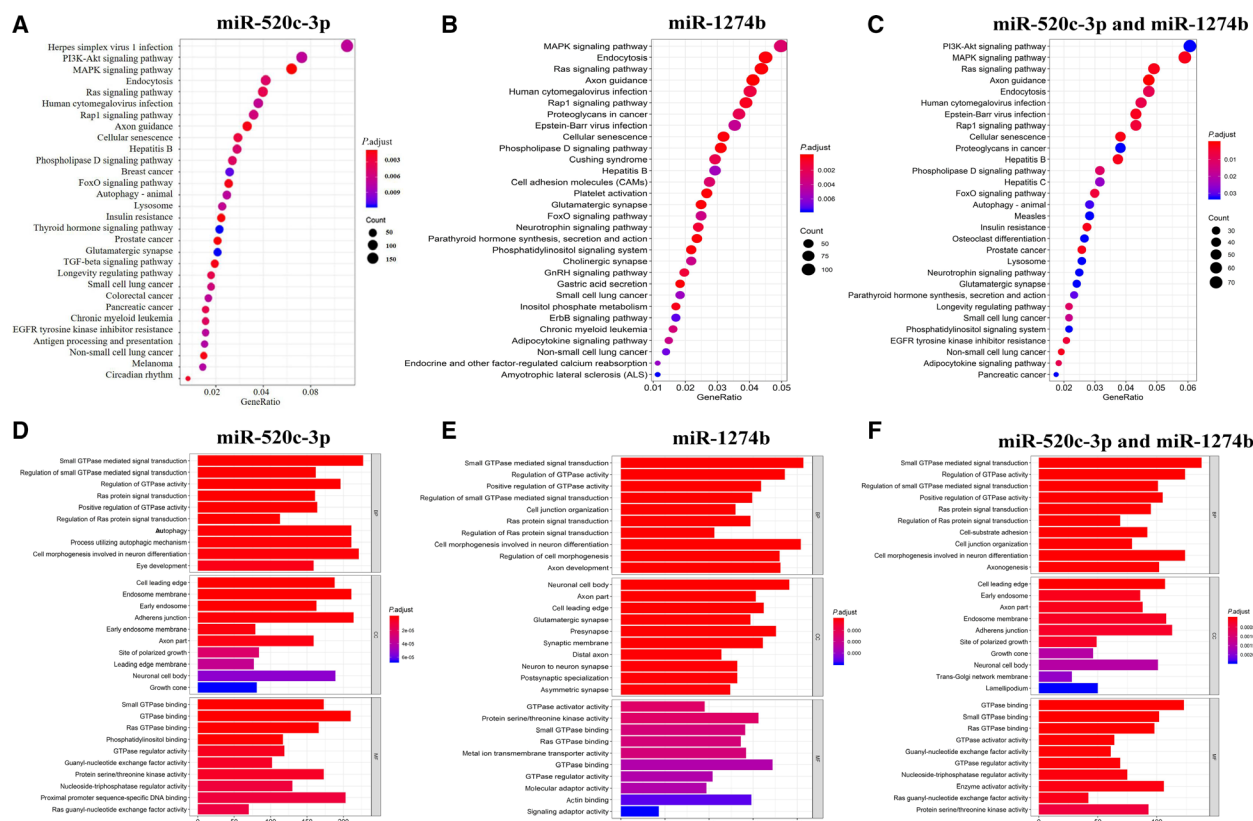 A
miR-520c-3p
Herpes simplex virus 1 infection
PI3K-Akt signaling pathway
MAPK signaling pathway
Endocytosis
Ras signaling pathway
Human cytomegalovirus infection
Rap1 signaling pathway
Axon guidance
Cellular senescence
Hepatitis B
Phospholipase D signaling pathway
Breast cancer
FoxO signaling pathway
Autophagy - animal
Lysosome
Insulin resistance
Thyroid hormone signaling pathway
Prostate cancer
Glutamatergic synapse
TGF-beta signaling pathway
Longevity regulating pathway
Small cell lung cancer
Colorectal cancer
Pancreatic cancer
Chronic myeloid leukemia
EGFR tyrosine kinase inhibitor resistance
Antigen processing and presentation
Non-small cell lung cancer
Melanoma
Circadian rhythm
0.02 0.04 0.06 0.08
GeneRatio
P.adjust
0.003
0.006
0.009
Count
50
100
150
B
miR-1274b
MAPK signaling pathway
Endocytosis
Ras signaling pathway
Axon guidance
Human cytomegalovirus infection
Rap1 signaling pathway
Proteoglycans in cancer
Epstein-Barr virus infection
Cellular senescence
Phospholipase D signaling pathway
Cushing syndrome
Hepatitis B
Cell adhesion molecules (CAMs)
Platelet activation
Glutamatergic synapse
FoxO signaling pathway
Neurotrophin signaling pathway
Parathyroid hormone synthesis, secretion and action
Phosphatidylinositol signaling system
Cholinergic synapse
GnRH signaling pathway
Gastric acid secretion
Small cell lung cancer
Inositol phosphate metabolism
ErbB signaling pathway
Chronic myeloid leukemia
Adipocytokine signaling pathway
Non-small cell lung cancer
Endocrine and other factor-regulated calcium reabsorption
Amyotrophic lateral sclerosis (ALS)
0.01 0.02 0.03 0.04 0.05
GeneRatio
P.adjust
0.002
0.006
Count
50
75
100
C
miR-520c-3p and miR-1274b
PI3K-Akt signaling pathway
MAPK signaling pathway
Ras signaling pathway
Axon guidance
Endocytosis
Human cytomegalovirus infection
Epstein-Barr virus infection
Rap1 signaling pathway
Cellular senescence
Proteoglycans in cancer
Hepatitis B
Phospholipase D signaling pathway
Hepatitis C
FoxO signaling pathway
Autophagy - animal
Measles
Insulin resistance
Osteoclast differentiation
Prostate cancer
Lysosome
Neurotrophin signaling pathway
Glutamatergic synapse
Parathyroid hormone synthesis, secretion and action
Longevity regulating pathway
Small cell lung cancer
Phosphatidylinositol signaling system
EGFR tyrosine kinase inhibitor resistance
Non-small cell lung cancer
Adipocytokine signaling pathway
Pancreatic cancer
0.02 0.03 0.04 0.05 0.06
GeneRatio
P.adjust
0.01
0.02
0.03
Count
30
40
50
60
70
D
miR-520c-3p
Small GTPase mediated signal transduction
Regulation of small GTPase mediated signal transduction
Regulation of GTPase activity
Ras protein signal transduction
Positive regulation of GTPase activity
Regulation of Ras protein signal transduction
Autophagy
Process utilizing autophagic mechanism
Cell morphogenesis involved in neuron differentiation
Eye development
BP
Cell leading edge
Endosome membrane
Early endosome
Adherens junction
Early endosome membrane
Axon part
Site of polarized growth
Leading edge membrane
Neuronal cell body
Growth cone
CC
Small GTPase binding
GTPase binding
Ras GTPase binding
Phosphatidylinositol binding
GTPase regulator activity
Guanyl-nucleotide exchange factor activity
Protein serine/threonine kinase activity
Nucleoside-triphosphatase regulator activity
Proximal promoter sequence-specific DNA binding
Ras guanyl-nucleotide exchange factor activity
MF
P.adjust
2e-05
4e-05
6e-05
E
miR-1274b
Small GTPase mediated signal transduction
Regulation of GTPase activity
Positive regulation of GTPase activity
Regulation of small GTPase mediated signal transduction
Cell junction organization
Ras protein signal transduction
Regulation of Ras protein signal transduction
Cell morphogenesis involved in neuron differentiation
Regulation of cell morphogenesis
Axon development
BP
Neuronal cell body
Axon part
Cell leading edge
Glutamatergic synapse
Presynapse
Synaptic membrane
Distal axon
Neuron to neuron synapse
Postsynaptic specialization
Asymmetric synapse
CC
GTPase activator activity
Protein serine/threonine kinase activity
Small GTPase binding
Ras GTPase binding
Metal ion transmembrane transporter activity
GTPase binding
GTPase regulator activity
Molecular adaptor activity
Actin binding
Signaling adaptor activity
MF
P.adjust
0.000
0.000
0.000
F
miR-520c-3p and miR-1274b
Small GTPase mediated signal transduction
Regulation of GTPase activity
Regulation of small GTPase mediated signal transduction
Positive regulation of GTPase activity
Ras protein signal transduction
Regulation of Ras protein signal transduction
Cell-substrate adhesion
Cell junction organization
Cell morphogenesis involved in neuron differentiation
Axonogenesis
BP
Cell leading edge
Early endosome
Axon part
Endosome membrane
Adherens junction
Site of polarized growth
Growth cone
Neuronal cell body
Trans-Golgi network membrane
Lamellipodium
CC
GTPase binding
Small GTPase binding
Ras GTPase binding
GTPase activator activity
Guanyl-nucleotide exchange factor activity
GTPase regulator activity
Nucleoside-triphosphatase regulator activity
Enzyme activator activity
Ras guanyl-nucleotide exchange factor activity
Protein serine/threonine kinase activity
MF
P.adjust